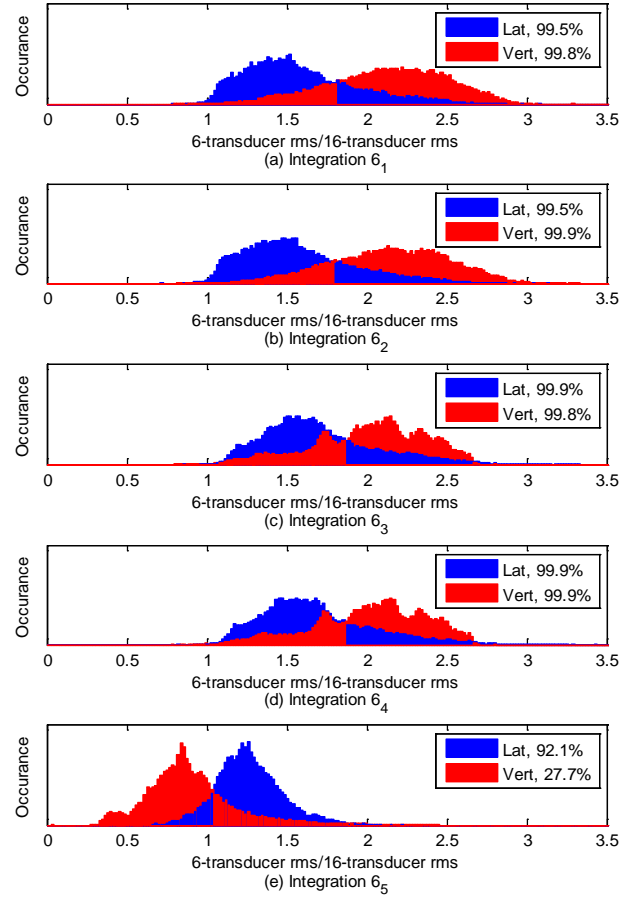 Occurance
Lat, 99.5%
Vert, 99.8%
0 0.5 1 1.5 2 2.5 3 3.5
6-transducer rms/16-transducer rms
(a) Integration 6₁
Occurance
Lat, 99.5%
Vert, 99.9%
0 0.5 1 1.5 2 2.5 3 3.5
6-transducer rms/16-transducer rms
(b) Integration 6₂
Occurance
Lat, 99.9%
Vert, 99.8%
0 0.5 1 1.5 2 2.5 3 3.5
6-transducer rms/16-transducer rms
(c) Integration 6₃
Occurance
Lat, 99.9%
Vert, 99.9%
0 0.5 1 1.5 2 2.5 3 3.5
6-transducer rms/16-transducer rms
(d) Integration 6₄
Occurance
Lat, 92.1%
Vert, 27.7%
0 0.5 1 1.5 2 2.5 3 3.5
6-transducer rms/16-transducer rms
(e) Integration 6₅